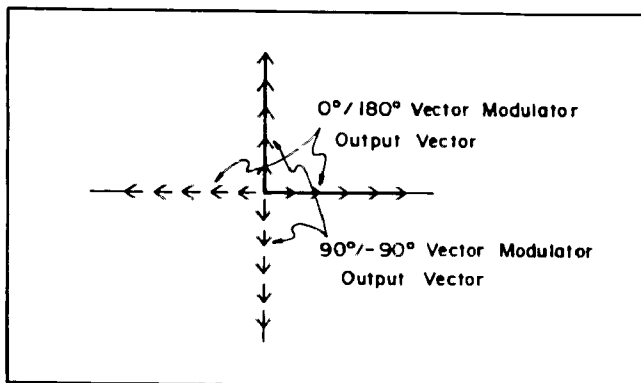 0°/180° Vector Modulator
Output Vector
90°/-90° Vector Modulator
Output Vector